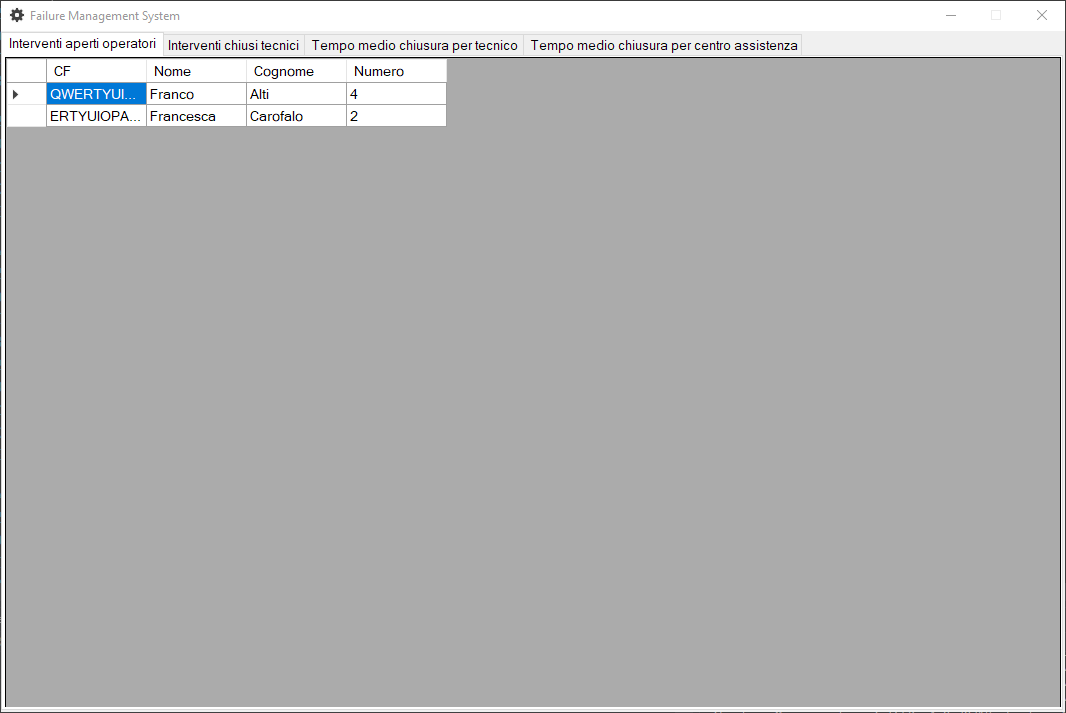 Failure Management System
Interventi aperti operatori Interventi chiusi tecnici Tempo medio chiusura per tecnico Tempo medio chiusura per centro assistenza
CF Nome Cognome Numero
QWERTYUI... Franco Alti 4
ERTYUIOPA... Francesca Carofalo 2